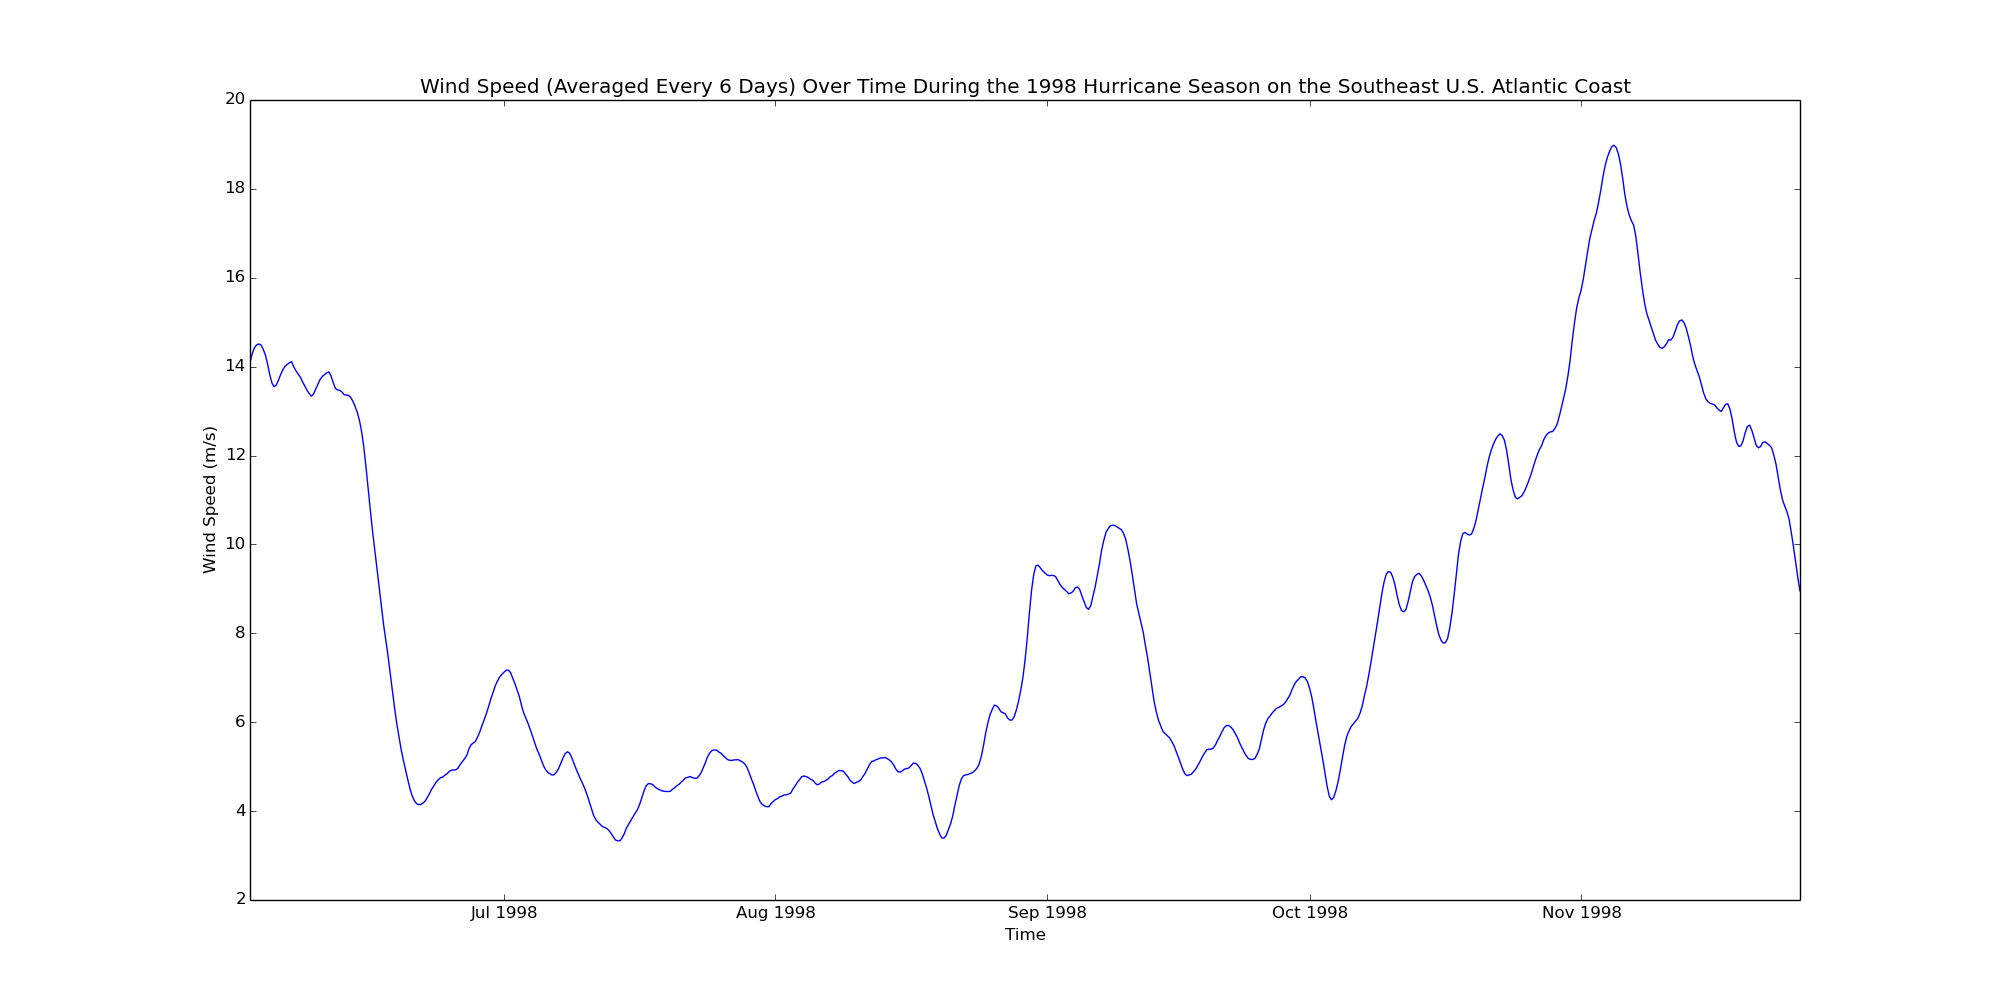 Wind Speed (Averaged Every 6 Days) Over Time During the 1998 Hurricane Season on the Southeast U.S. Atlantic Coast
20
18
16
14
12
10
8
6
4
2
Wind Speed (m/s)
Jul 1998 Aug 1998 Sep 1998 Oct 1998 Nov 1998
Time